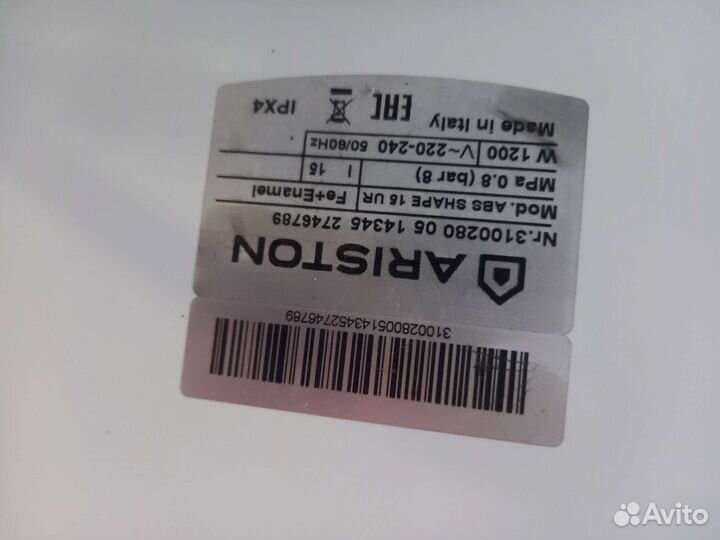 ARISTON
Nr.3100280 05 14345 2746789
Mod. ABS SHAPE 15 UR Fe+Enamel
MPa 0.8 (bar 8) l 15
W 1200 V~220-240 50/60Hz
Made in Italy
EAC IPX4
310028005143452746789
Avito